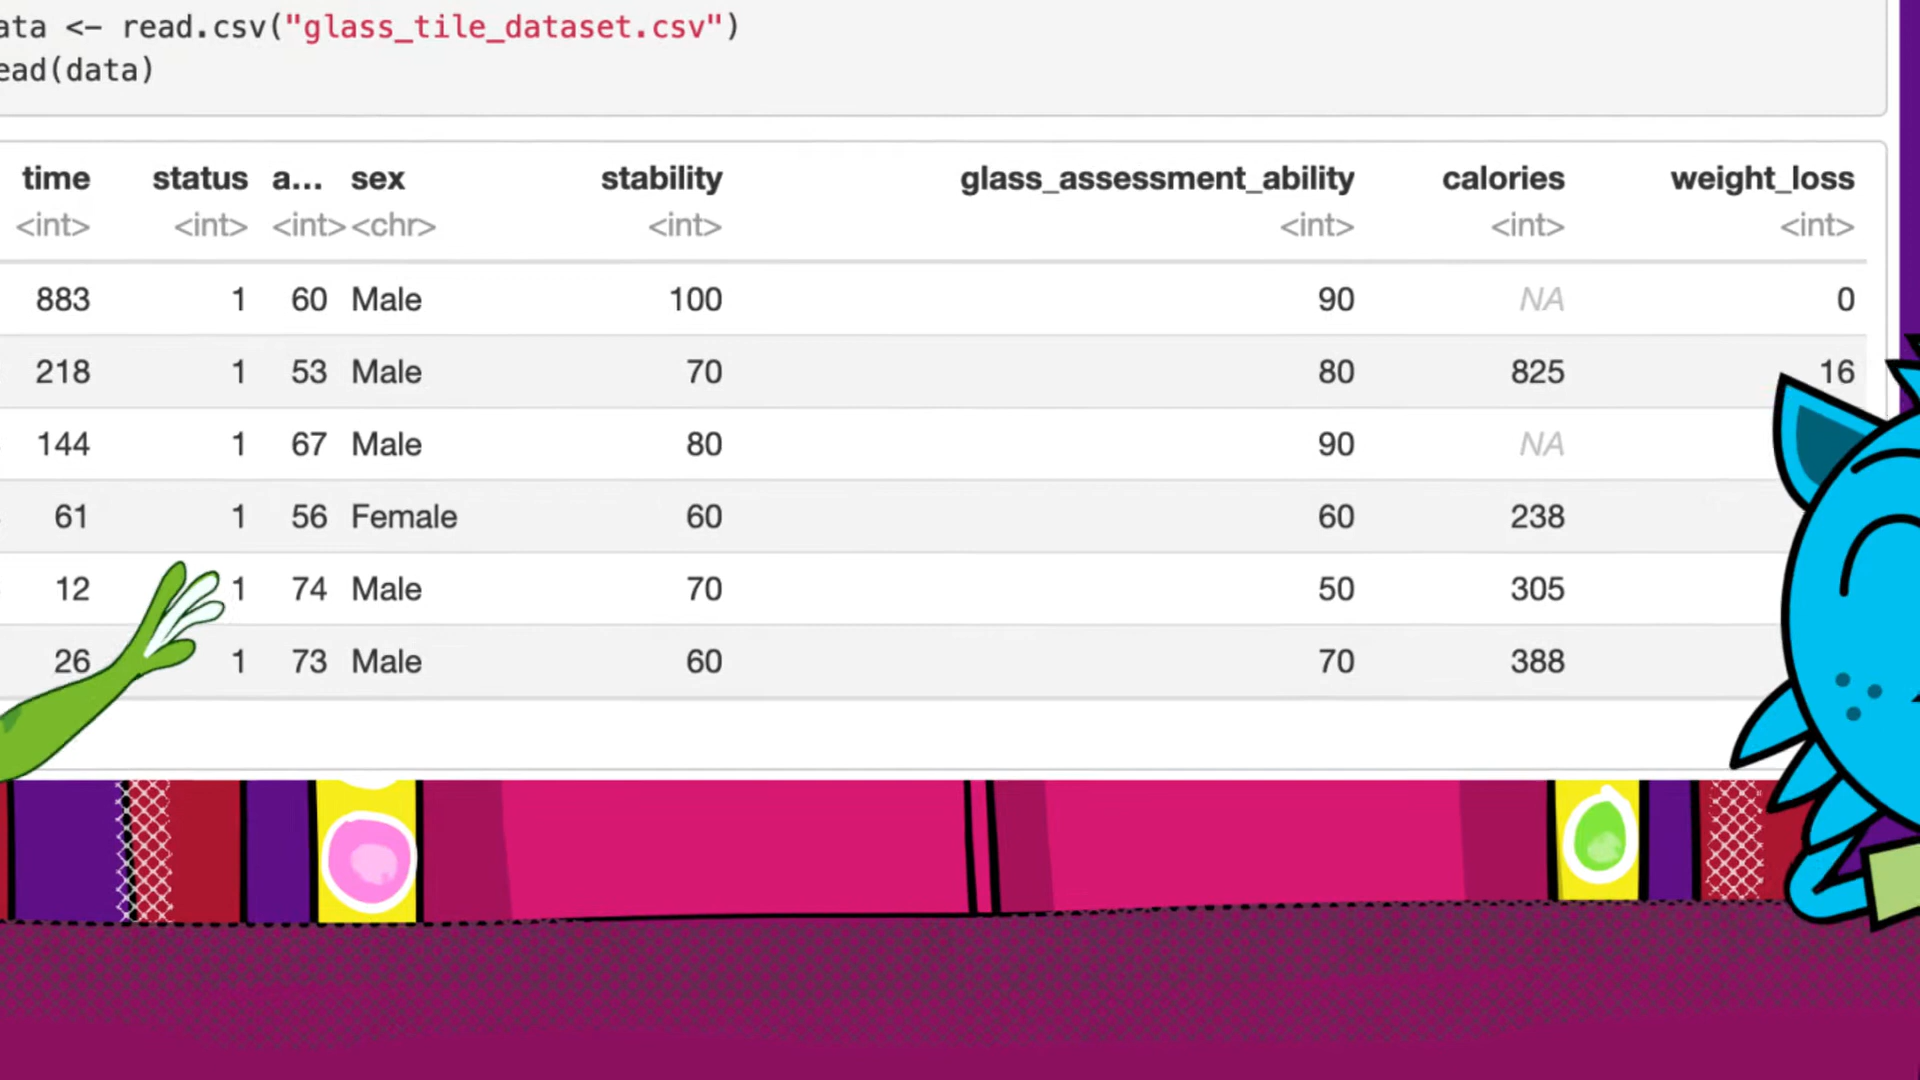 ata <- read.csv("glass_tile_dataset.csv")
ead(data)
time status a... sex stability glass_assessment_ability calories weight_loss
<int> <int> <int> <chr> <int> <int> <int> <int>
883 1 60 Male 100 90 NA 0
218 1 53 Male 70 80 825 16
144 1 67 Male 80 90 NA
61 1 56 Female 60 60 238
12 1 74 Male 70 50 305
26 1 73 Male 60 70 388